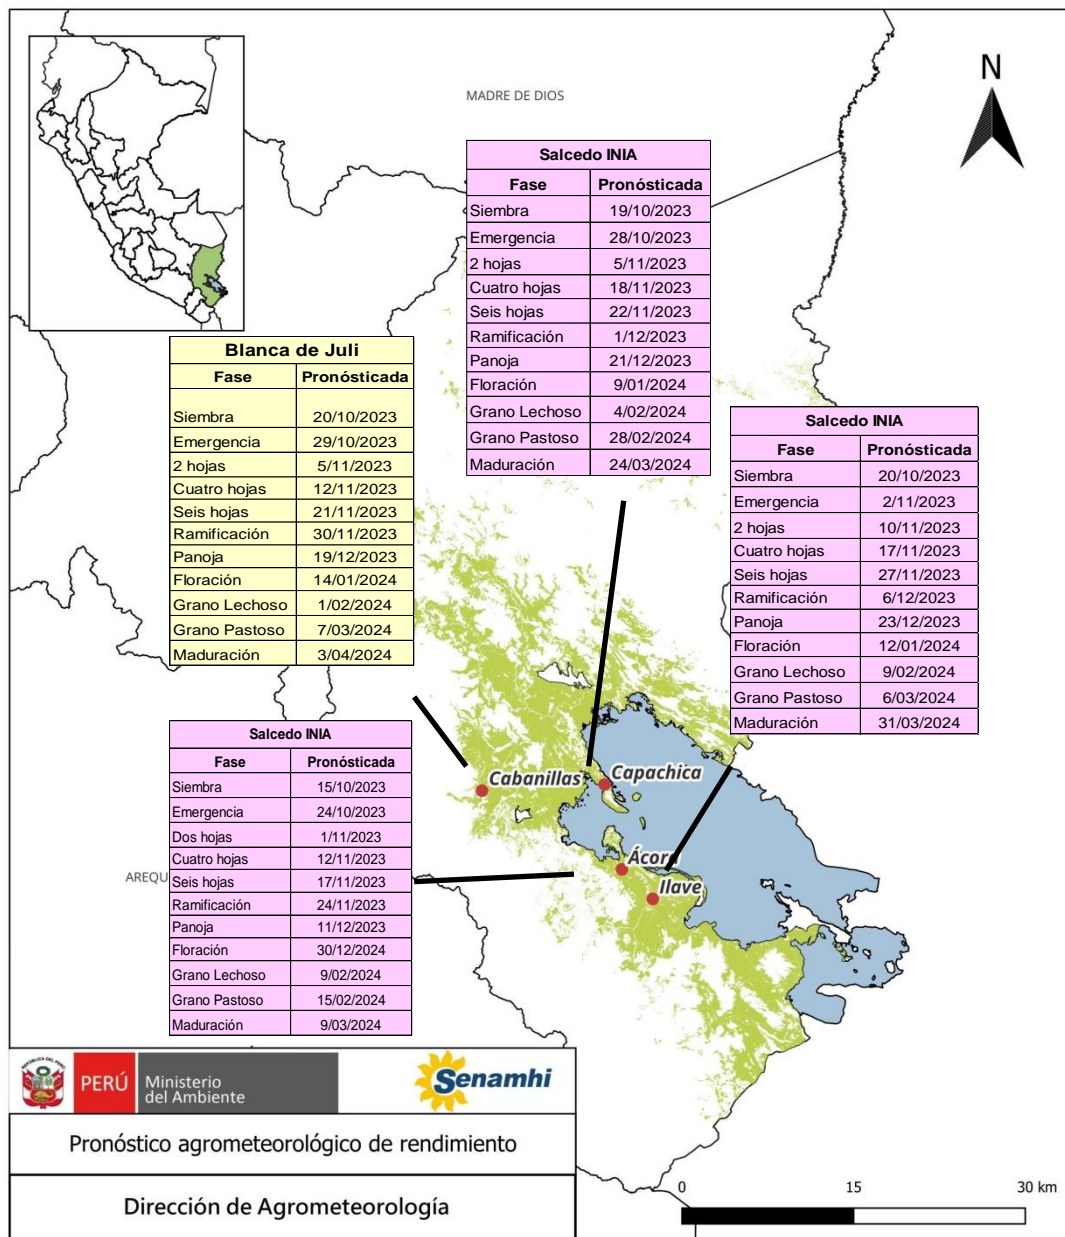 MADRE DE DIOS
N
Salcedo INIA
Fase Pronósticada
Siembra 19/10/2023
Emergencia 28/10/2023
2 hojas 5/11/2023
Cuatro hojas 18/11/2023
Seis hojas 22/11/2023
Ramificación 1/12/2023
Panoja 21/12/2023
Floración 9/01/2024
Grano Lechoso 4/02/2024
Grano Pastoso 28/02/2024
Maduración 24/03/2024
Blanca de Juli
Fase Pronósticada
Siembra 20/10/2023
Emergencia 29/10/2023
2 hojas 5/11/2023
Cuatro hojas 12/11/2023
Seis hojas 21/11/2023
Ramificación 30/11/2023
Panoja 19/12/2023
Floración 14/01/2024
Grano Lechoso 1/02/2024
Grano Pastoso 7/03/2024
Maduración 3/04/2024
Salcedo INIA
Fase Pronósticada
Siembra 20/10/2023
Emergencia 2/11/2023
2 hojas 10/11/2023
Cuatro hojas 17/11/2023
Seis hojas 27/11/2023
Ramificación 6/12/2023
Panoja 23/12/2023
Floración 12/01/2024
Grano Lechoso 9/02/2024
Grano Pastoso 6/03/2024
Maduración 31/03/2024
Salcedo INIA
Fase Pronósticada
Siembra 15/10/2023
Emergencia 24/10/2023
Dos hojas 1/11/2023
Cuatro hojas 12/11/2023
Seis hojas 17/11/2023
Ramificación 24/11/2023
Panoja 11/12/2023
Floración 30/12/2024
Grano Lechoso 9/02/2024
Grano Pastoso 15/02/2024
Maduración 9/03/2024
Cabanillas
Capachica
Ácora
Ilave
AREQU
REPÚBLICA DEL PERÚ
PERÚ
Ministerio
del Ambiente
Senamhi
Pronóstico agrometeorológico de rendimiento
Dirección de Agrometeorología
0 15 30 km